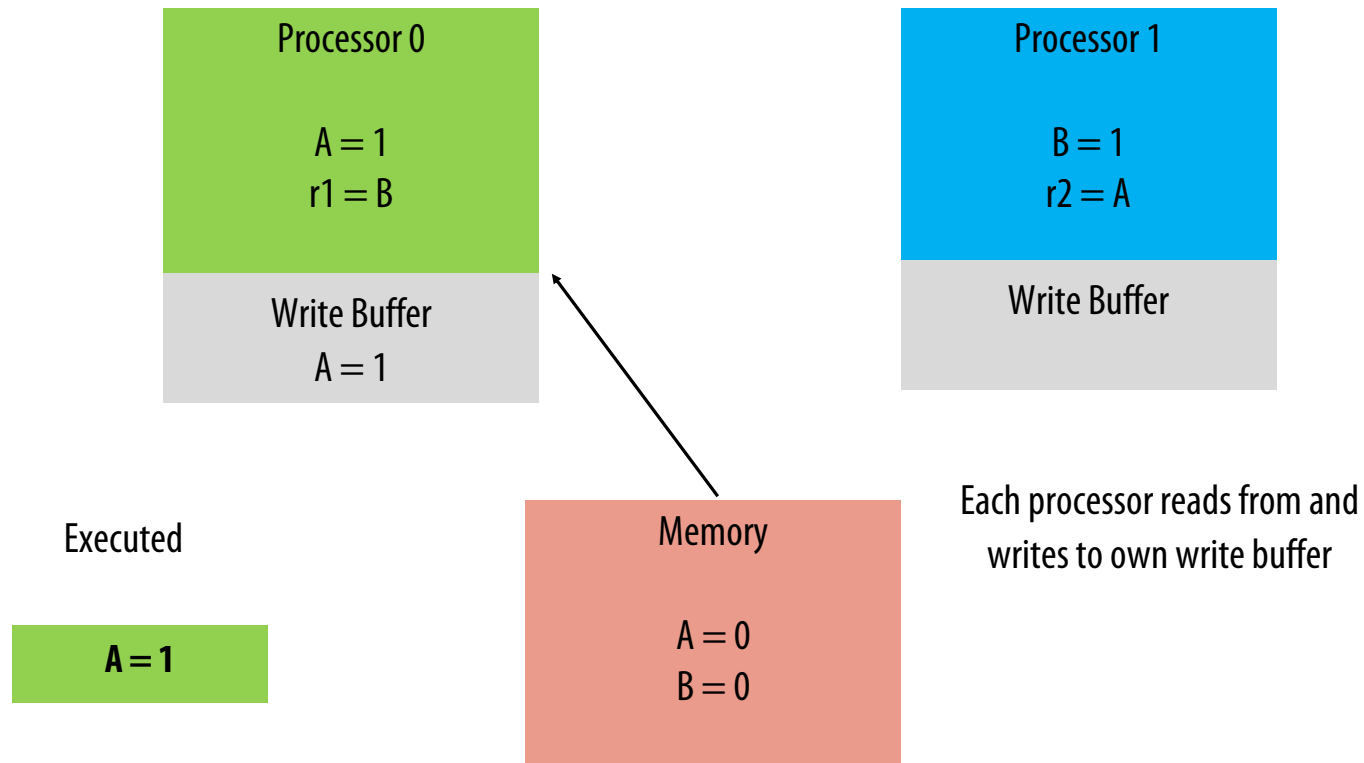 Processor 0
A = 1
r1 = B
Write Buffer
A = 1
Processor 1
B = 1
r2 = A
Write Buffer
Executed
A = 1
Memory
A = 0
B = 0
Each processor reads from and
writes to own write buffer